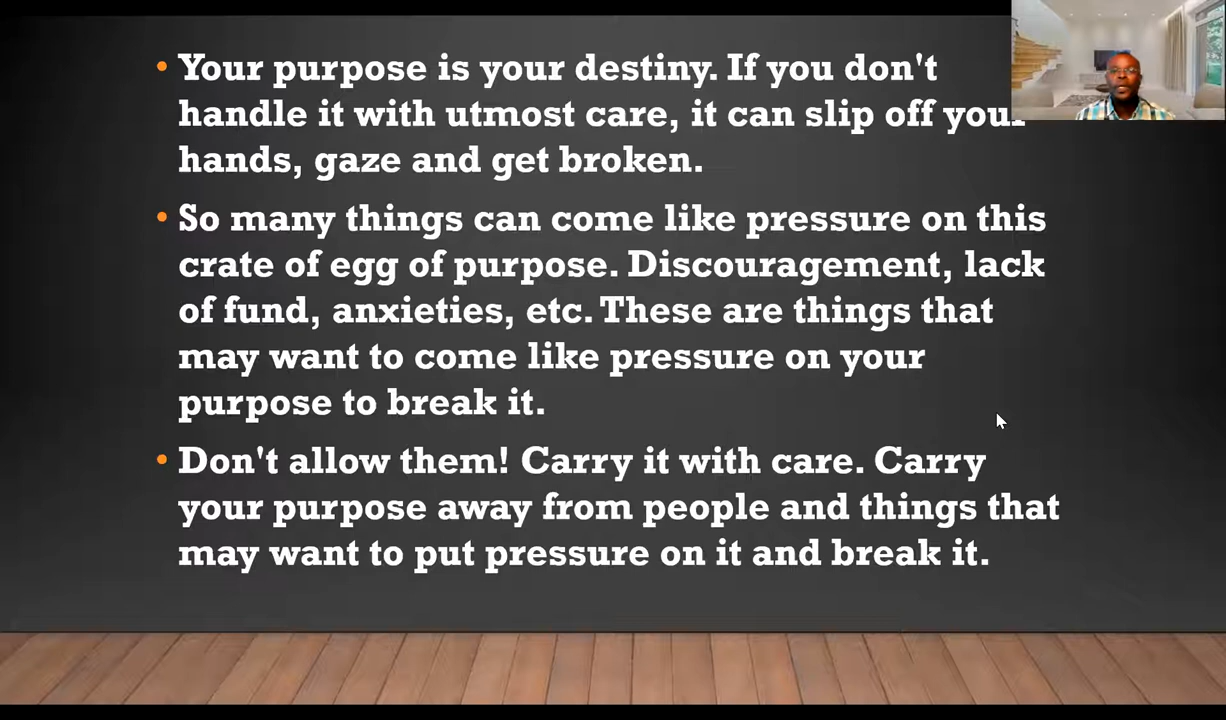 • Your purpose is your destiny. If you don't
handle it with utmost care, it can slip off your
hands, gaze and get broken.
• So many things can come like pressure on this
crate of egg of purpose. Discouragement, lack
of fund, anxieties, etc. These are things that
may want to come like pressure on your
purpose to break it.
• Don't allow them! Carry it with care. Carry
your purpose away from people and things that
may want to put pressure on it and break it.